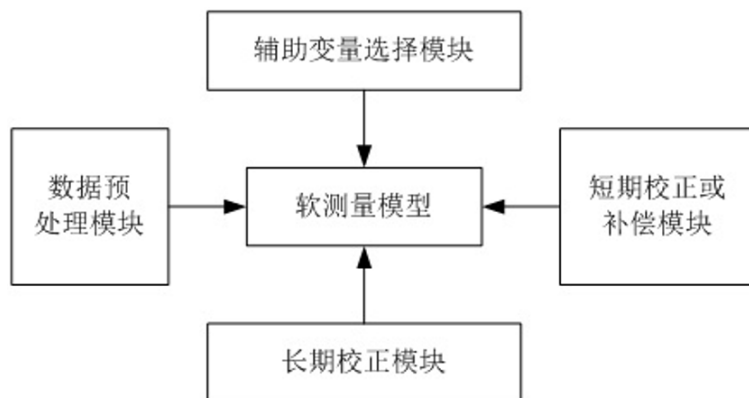 辅助变量选择模块
数据预
处理模块
软测量模型
短期校正或
补偿模块
长期校正模块